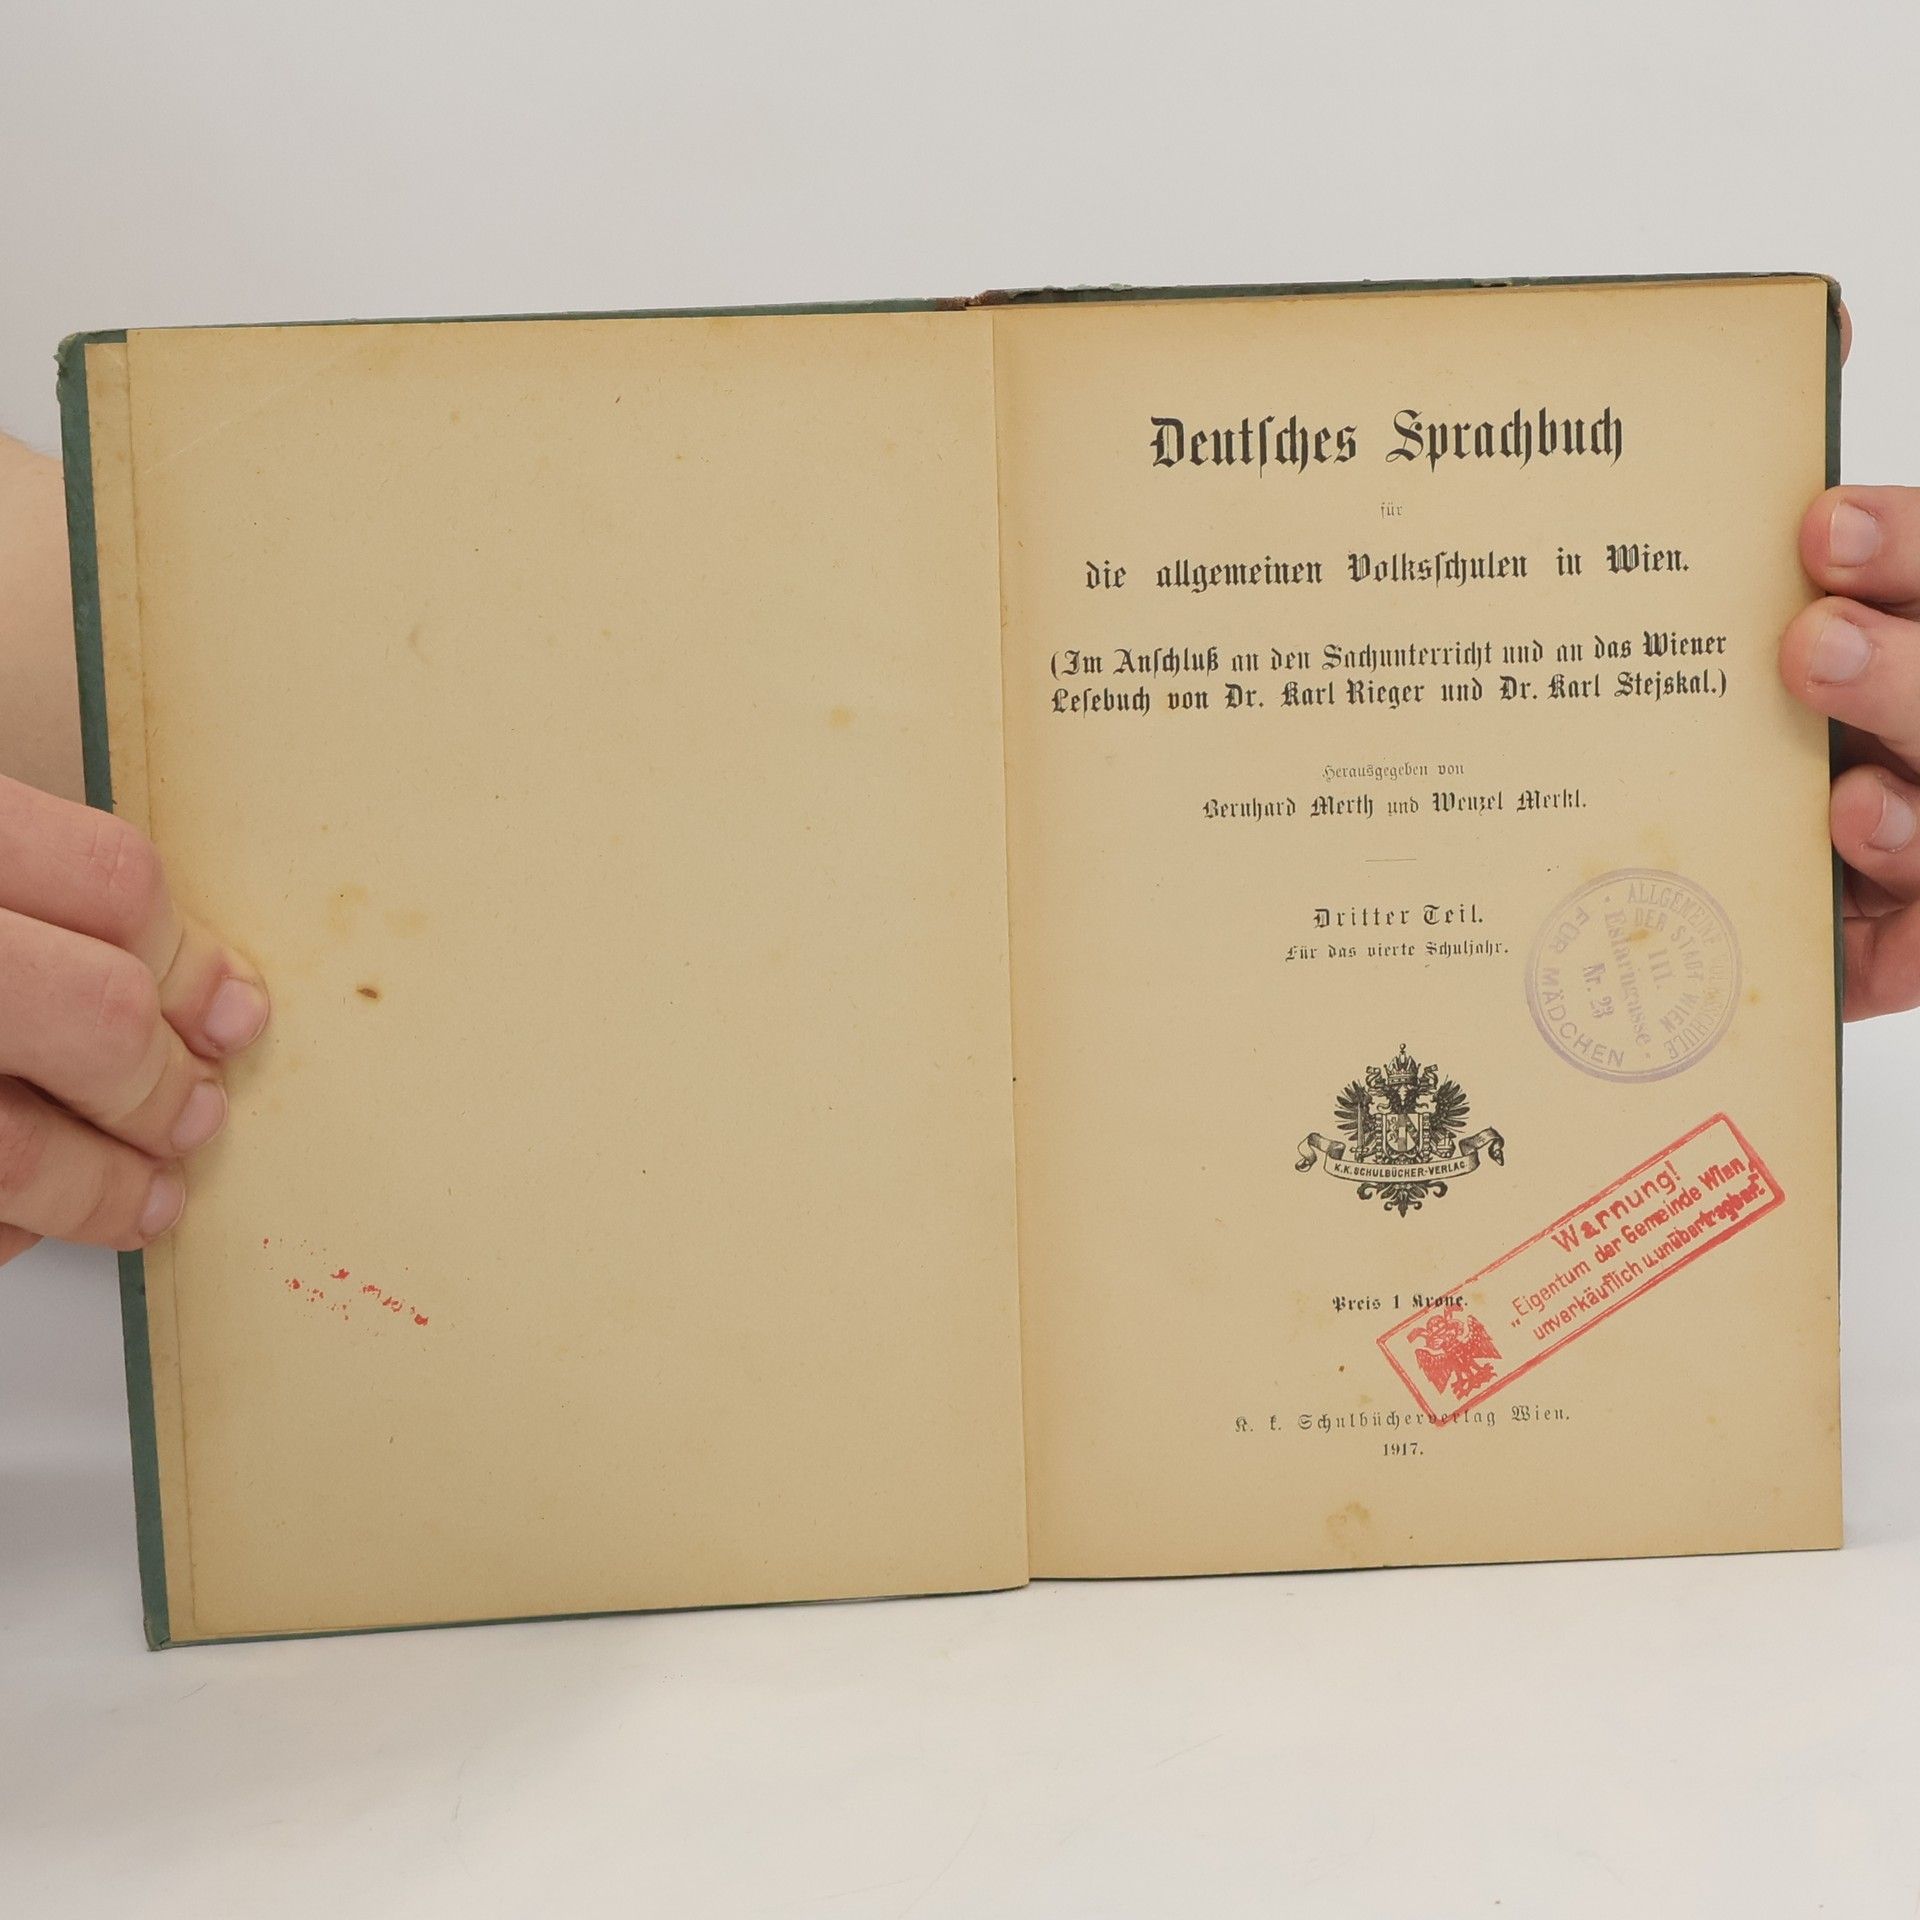 Deutſches Sprachbuch
für
die allgemeinen Volksſchulen in Wien.
(Im Anſchluß an den Sachunterricht und an das Wiener
Leſebuch von Dr. Karl Rieger und Dr. Karl Stejskal.)
Herausgegeben von
Bernhard Merth und Wenzel Merkl.
Dritter Teil.
Für das vierte Schuljahr.
ALLGEMEINE VOLKSSCHULE
DER STADT WIEN
III.
Nr. 23
FÜR MÄDCHEN
K.K. SCHULBÜCHER-VERLAG
Warnung!
„Eigentum der Gemeinde Wien
unverkäuflich u. unübertragbar."
Preis 1 Krone.
K. k. Schulbücherverlag Wien.
1917.